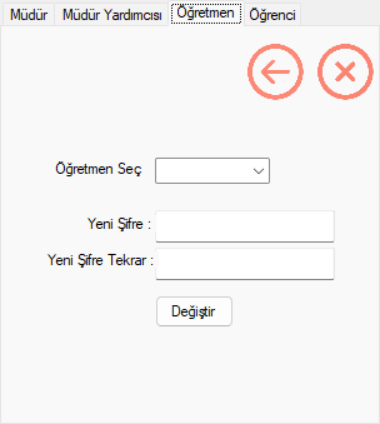 Müdür Müdür Yardımcısı Öğretmen Öğrenci
Öğretmen Seç
Yeni Şifre :
Yeni Şifre Tekrar :
Değiştir